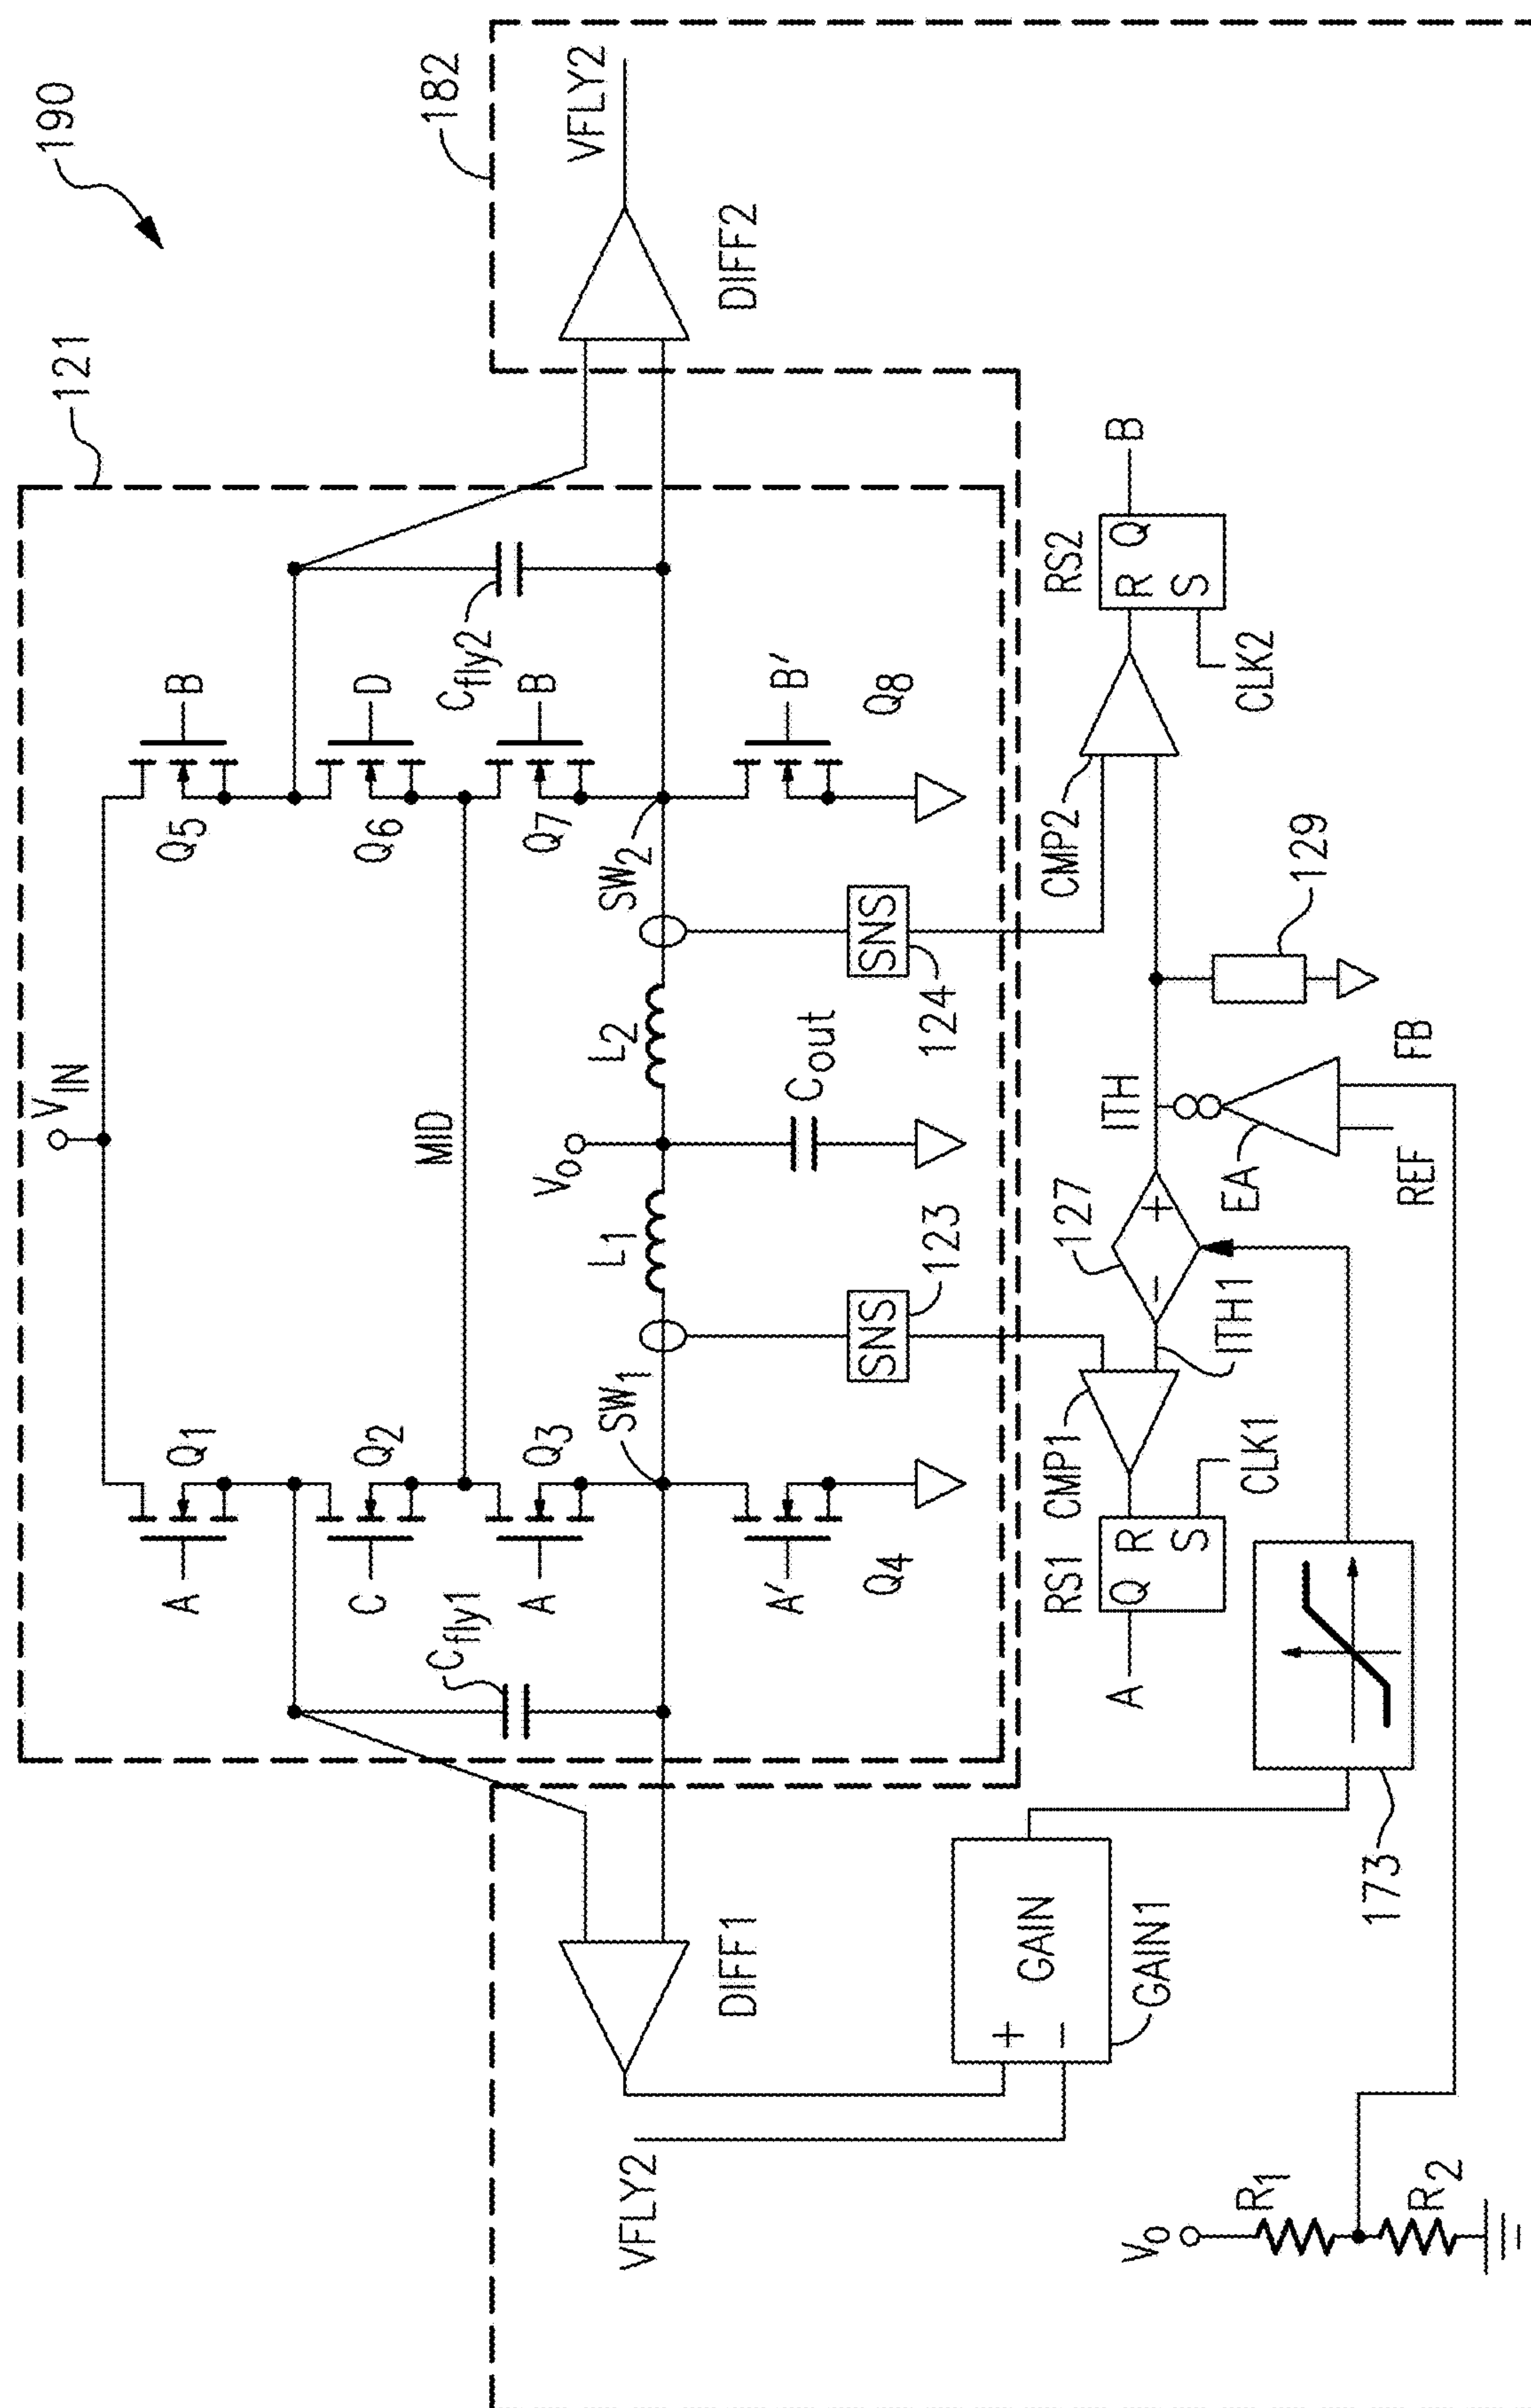 190
121
182
VIN
A
Q1
Q5
B
C
Q2
MID
Q6
D
VFLY2
Cfly1
A
Q3
Q7
B
Cfly2
SW1
L1
Vo
L2
SW2
DIFF1
DIFF2
A'
Q4
Cout
B'
Q8
SNS
123
SNS
124
VFLY2
+
−
GAIN
GAIN1
A
RS1
Q R
S
CLK1
CMP1
ITH1
127
− +
ITH
EA
REF
FB
129
CMP2
RS2
R Q
S
CLK2
B
173
Vo
R1
R2